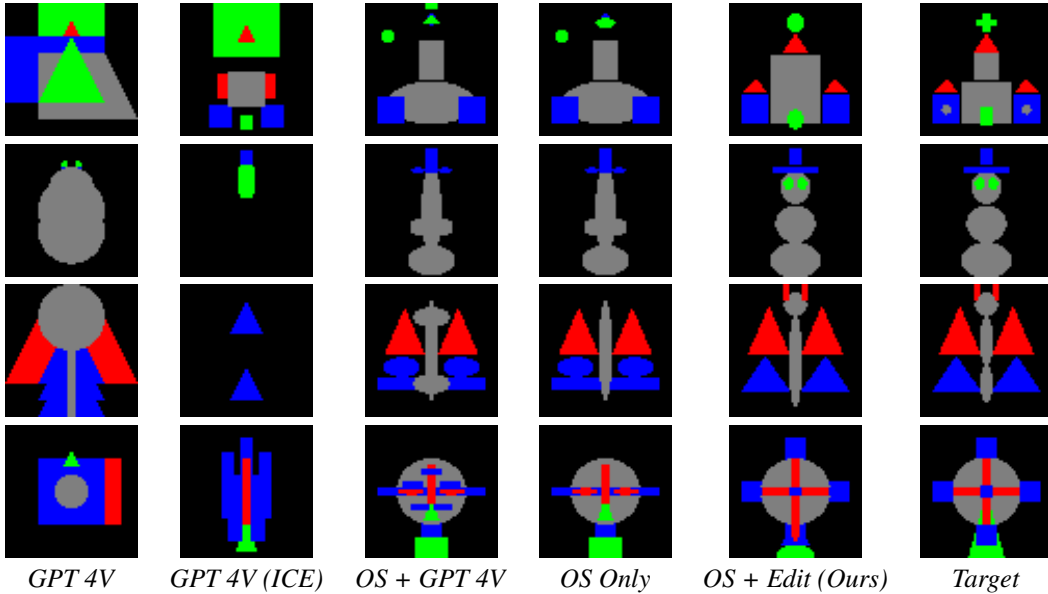 GPT 4V GPT 4V (ICE) OS + GPT 4V OS Only OS + Edit (Ours) Target